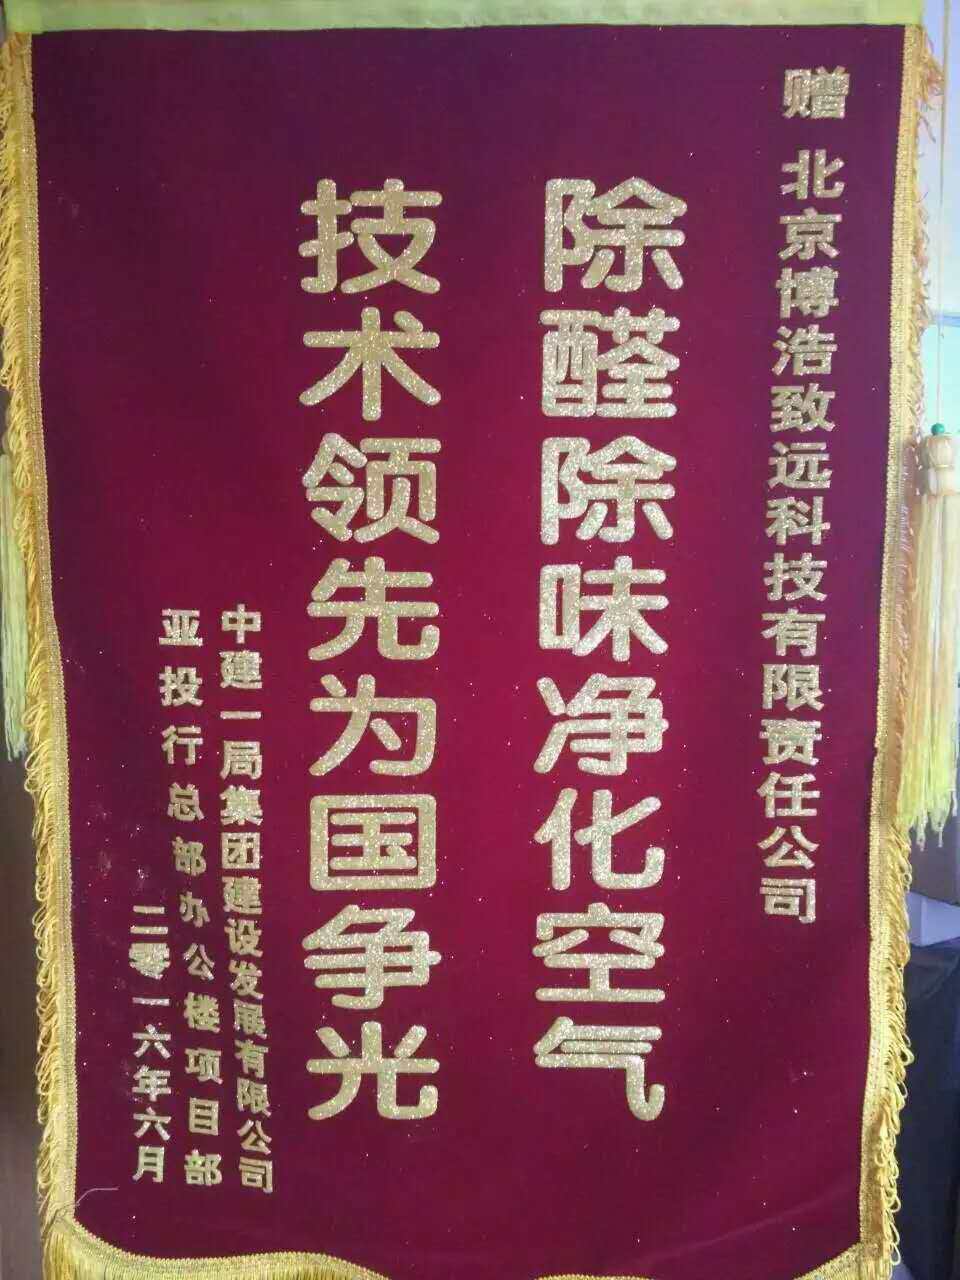 赠 北京博浩致远科技有限责任公司
除醛除味净化空气
技术领先为国争光
中建一局集团建设发展有限公司
亚投行总部办公楼项目部
二零一六年六月